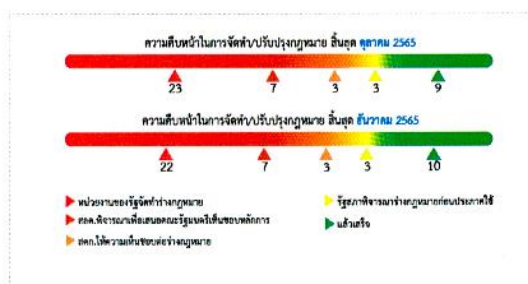 ความคืบหน้าในการจัดทำ/ปรับปรุงกฎหมาย สิ้นสุด ตุลาคม 2565
23 7 3 3 9
ความคืบหน้าในการจัดทำ/ปรับปรุงกฎหมาย สิ้นสุด ธันวาคม 2565
22 7 3 3 10
หน่วยงานของรัฐจัดทำร่างกฎหมาย
สลค.พิจารณาเพื่อเสนอคณะรัฐมนตรีเห็นชอบหลักการ
สคก.ให้ความเห็นชอบต่อร่างกฎหมาย
รัฐสภาพิจารณาร่างกฎหมายก่อนประกาศใช้
แล้วเสร็จ